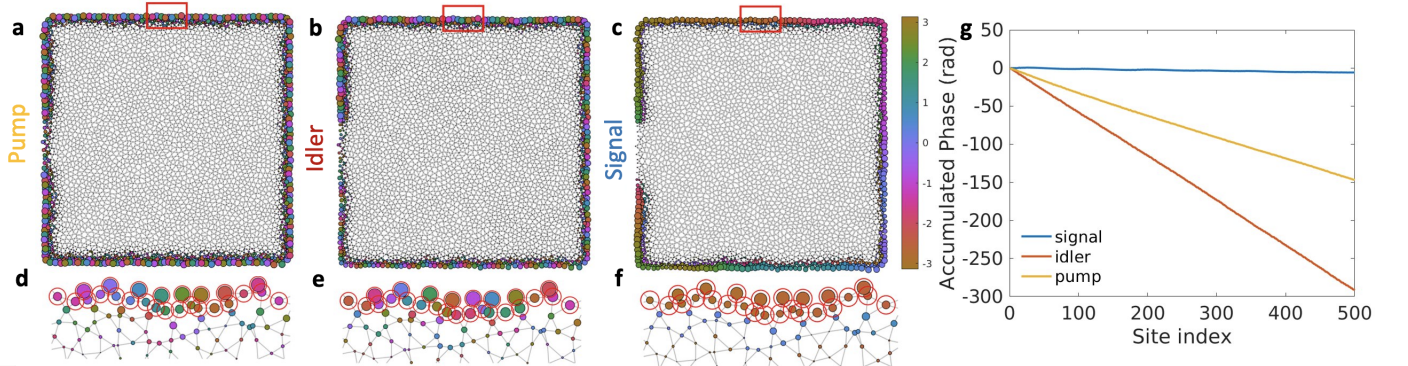 a
b
c
Pump
Idler
Signal
3
2
1
0
-1
-2
-3
d
e
f
g
50
0
-50
-100
-150
-200
-250
-300
Accumulated Phase (rad)
signal
idler
pump
0
100
200
300
400
500
Site index